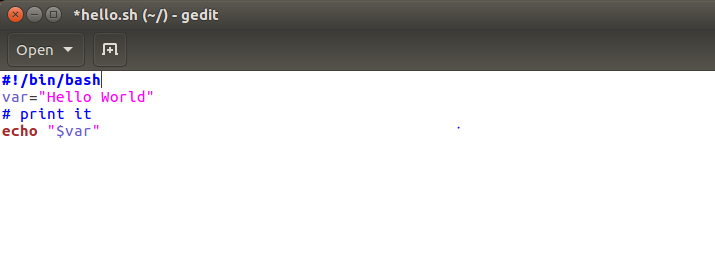 *hello.sh (~/) - gedit
Open
#!/bin/bash
var="Hello World"
# print it
echo "$var"